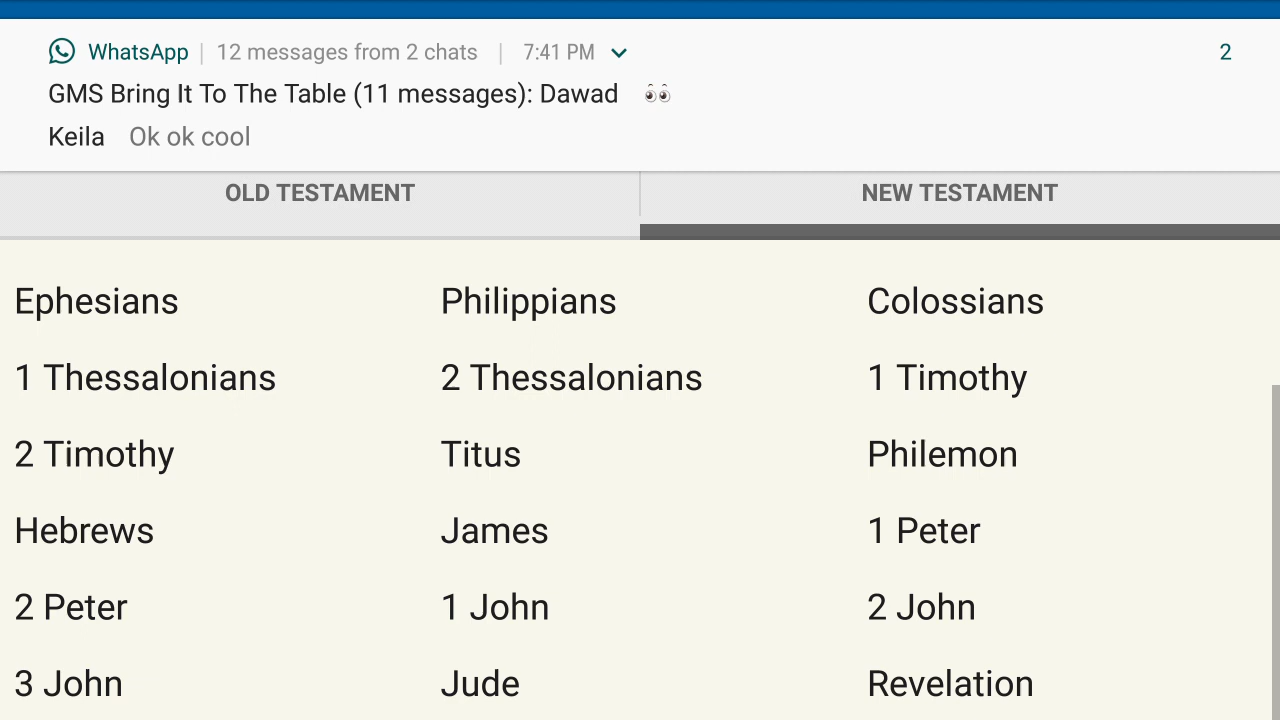 WhatsApp | 12 messages from 2 chats | 7:41 PM 2
GMS Bring It To The Table (11 messages): Dawad 👀
Keila Ok ok cool
OLD TESTAMENT NEW TESTAMENT
Ephesians Philippians Colossians
1 Thessalonians 2 Thessalonians 1 Timothy
2 Timothy Titus Philemon
Hebrews James 1 Peter
2 Peter 1 John 2 John
3 John Jude Revelation